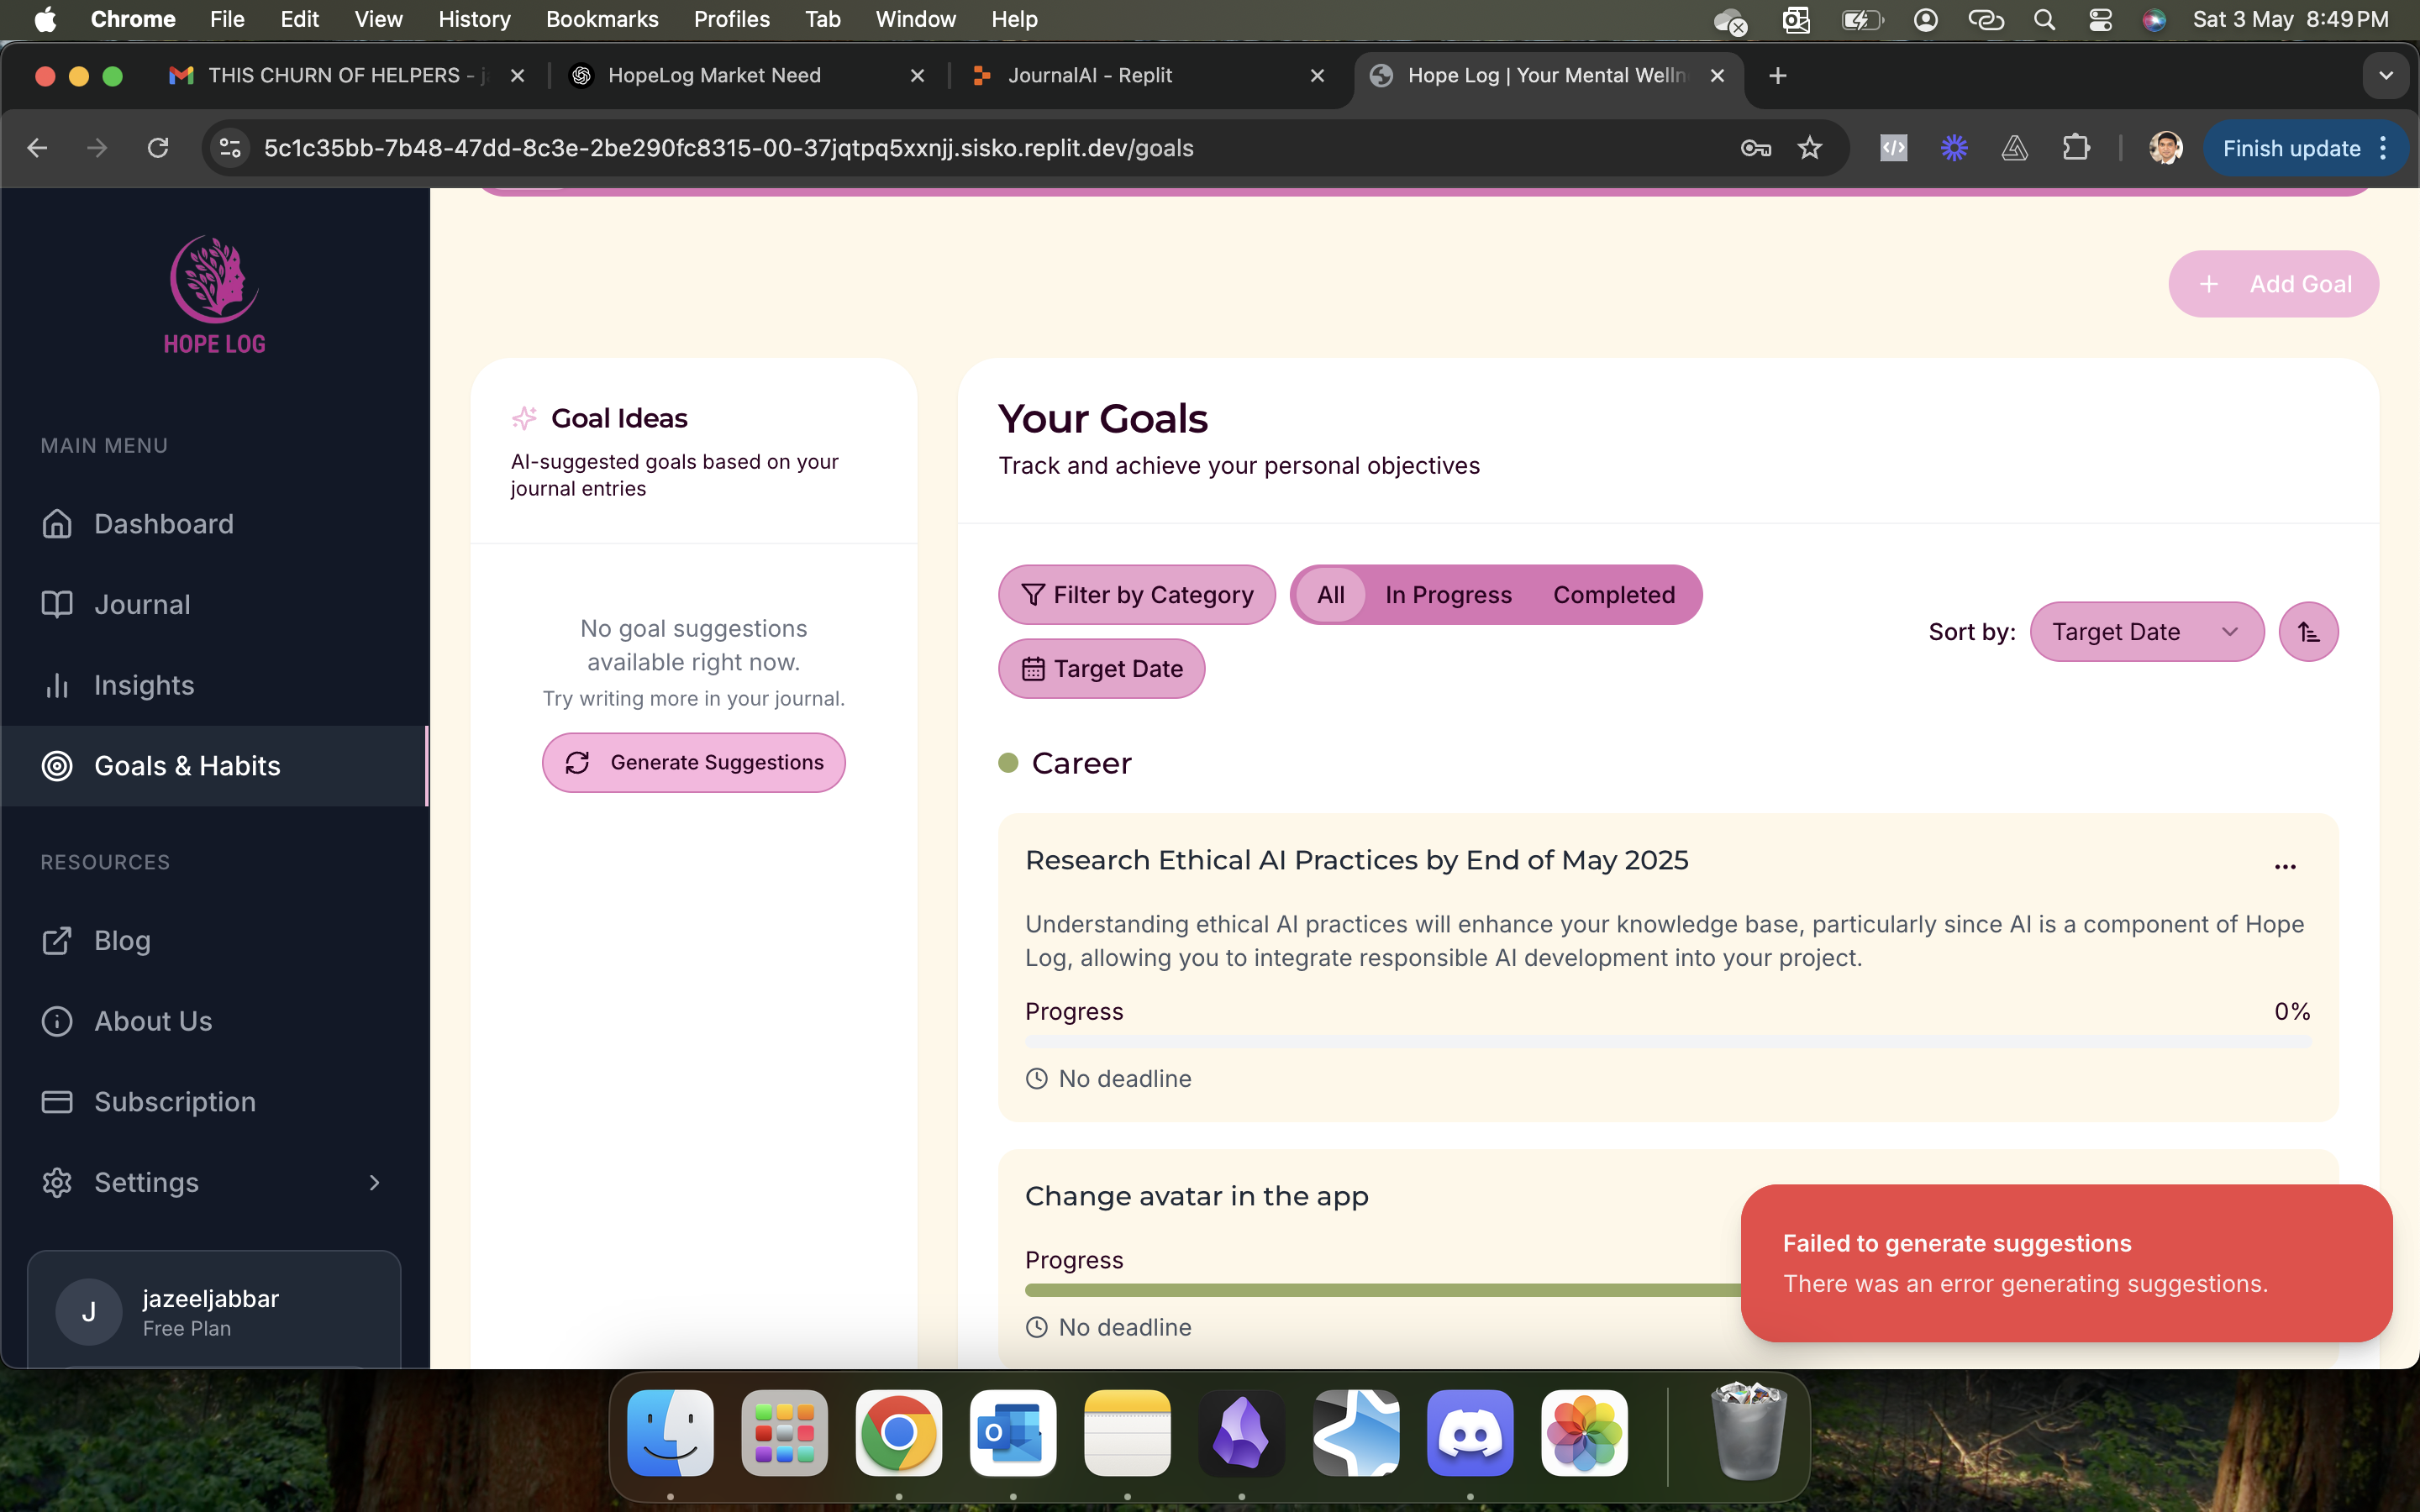 Chrome File Edit View History Bookmarks Profiles Tab Window Help Sat 3 May 8:49 PM
THIS CHURN OF HELPERS - HopeLog Market Need JournalAI - Replit Hope Log | Your Mental
5c1c35bb-7b48-47dd-8c3e-2be290fc8315-00-37jqtpq5xxnjj.sisko.replit.dev/goals Finish update
HOPE LOG
MAIN MENU
Dashboard
Journal
Insights
Goals & Habits
RESOURCES
Blog
About Us
Subscription
Settings
J
jazeeljabbar
Free Plan
+ Add Goal
Goal Ideas
AI-suggested goals based on your
journal entries
No goal suggestions
available right now.
Try writing more in your journal.
Generate Suggestions
Your Goals
Track and achieve your personal objectives
Filter by Category All In Progress Completed
Target Date
Sort by: Target Date
Career
Research Ethical AI Practices by End of May 2025
Understanding ethical AI practices will enhance your knowledge base, particularly since AI is a component of Hope
Log, allowing you to integrate responsible AI development into your project.
Progress 0%
No deadline
Change avatar in the app
Progress
No deadline
Failed to generate suggestions
There was an error generating suggestions.